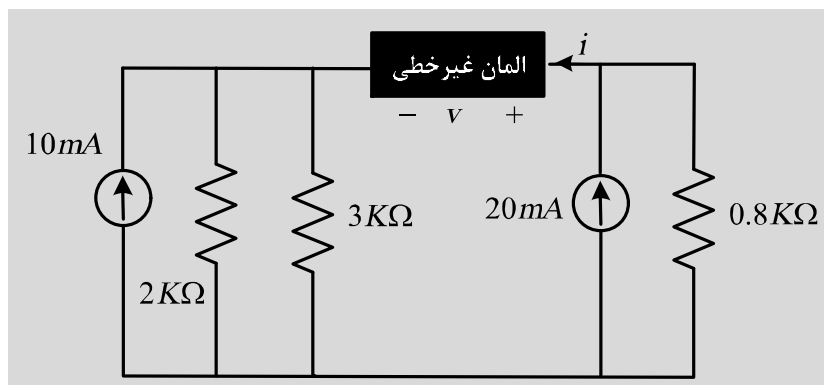 المان غیرخطی
i
− v +
10mA
2KΩ
3KΩ
20mA
0.8KΩ